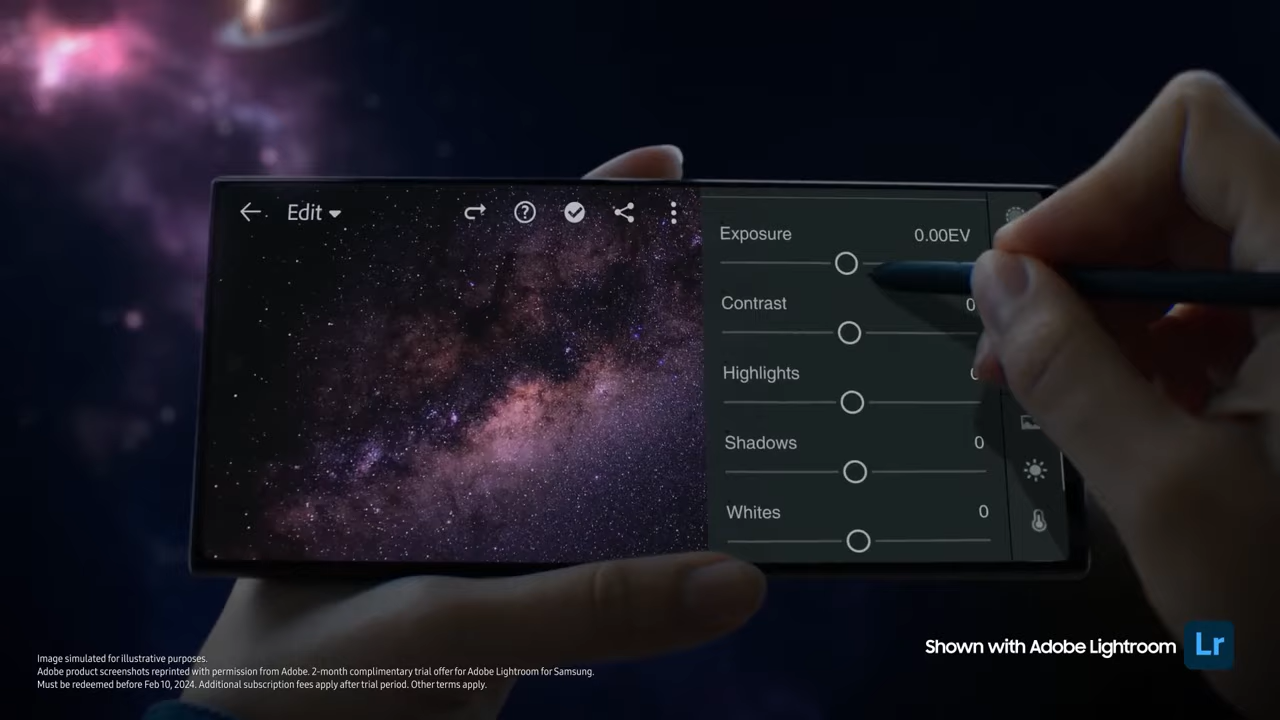 Edit
Exposure 0.00EV
Contrast 0
Highlights
Shadows 0
Whites 0
Shown with Adobe Lightroom Lr
Image simulated for illustrative purposes.
Adobe product screenshots reprinted with permission from Adobe. 2-month complimentary trial offer for Adobe Lightroom for Samsung.
Must be redeemed before Feb 10, 2024. Additional subscription fees apply after trial period. Other terms apply.